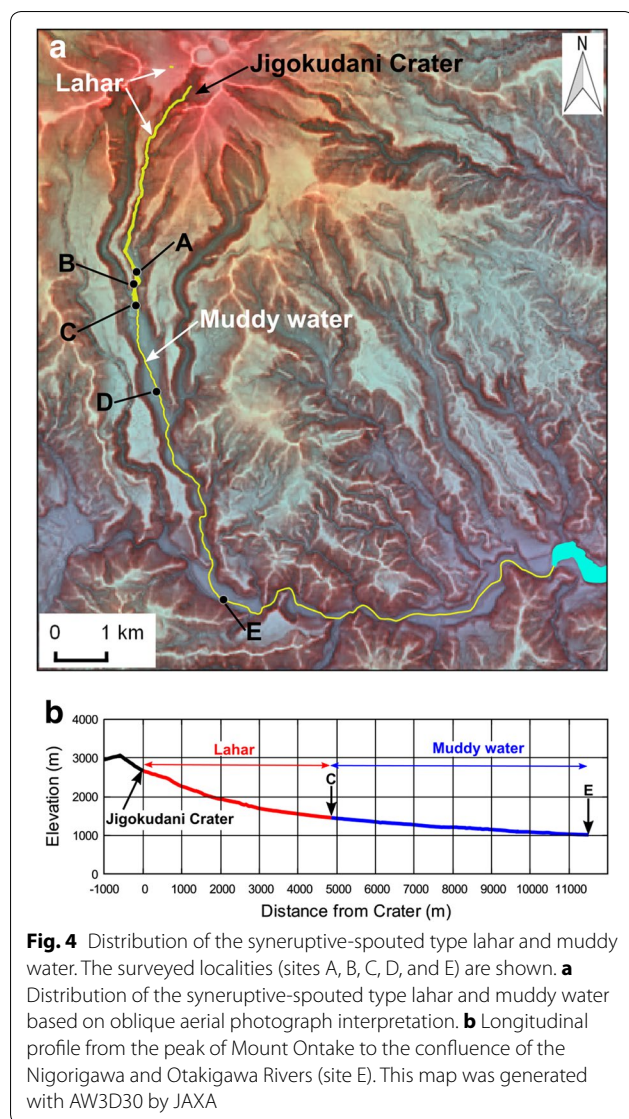 a
N
Lahar
Jigokudani Crater
A
B
C
Muddy water
D
E
0 1 km
b
Elevation (m)
4000
3000
2000
1000
0
Lahar
Muddy water
C
E
Jigokudani Crater
-1000 0 1000 2000 3000 4000 5000 6000 7000 8000 9000 10000 11000
Distance from Crater (m)
Fig. 4 Distribution of the syneruptive-spouted type lahar and muddy
water. The surveyed localities (sites A, B, C, D, and E) are shown. a
Distribution of the syneruptive-spouted type lahar and muddy water
based on oblique aerial photograph interpretation. b Longitudinal
profile from the peak of Mount Ontake to the confluence of the
Nigorigawa and Otakigawa Rivers (site E). This map was generated
with AW3D30 by JAXA